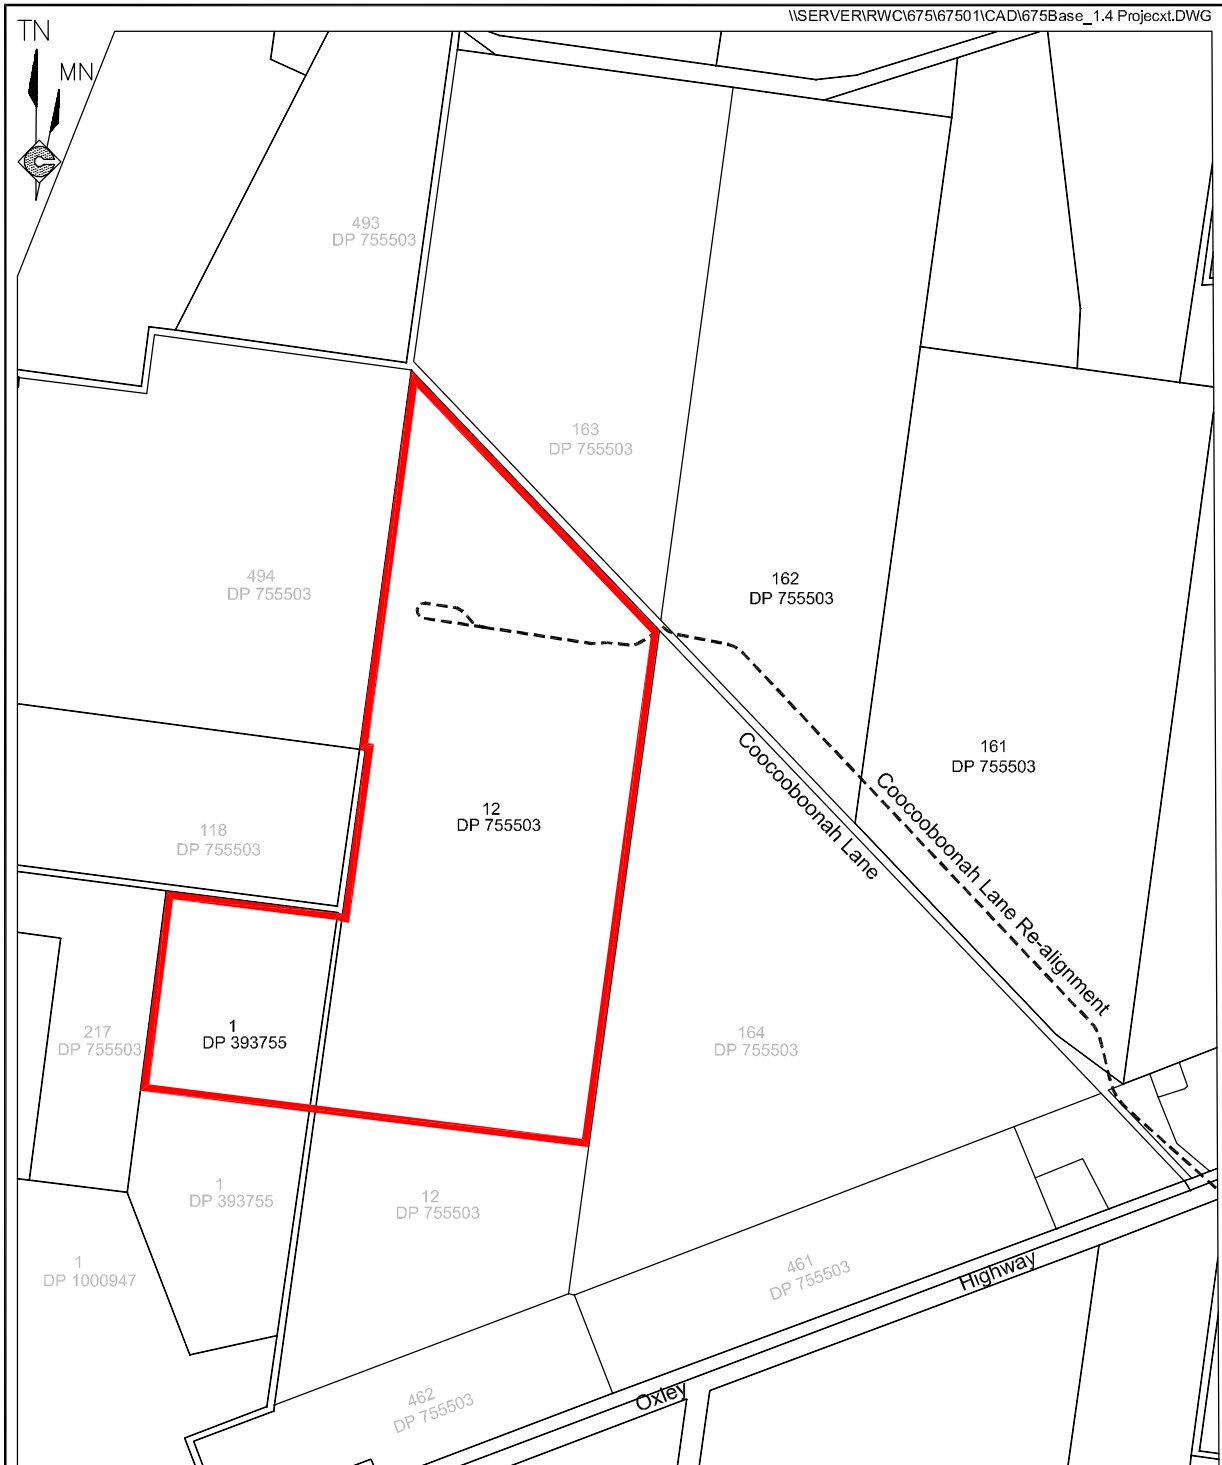 \\SERVER\RWC\675\67501\CAD\675Base_1.4 Projecxt.DWG
TN
MN
493
DP 755503
163
DP 755503
494
DP 755503
162
DP 755503
161
DP 755503
Coocooboonah Lane
Coocooboonah Lane Re-alignment
12
DP 755503
118
DP 755503
1
DP 393755
217
DP 755503
164
DP 755503
1
DP 393755
12
DP 755503
1
DP 1000947
461
DP 755503
Highway
Oxley
462
DP 755503